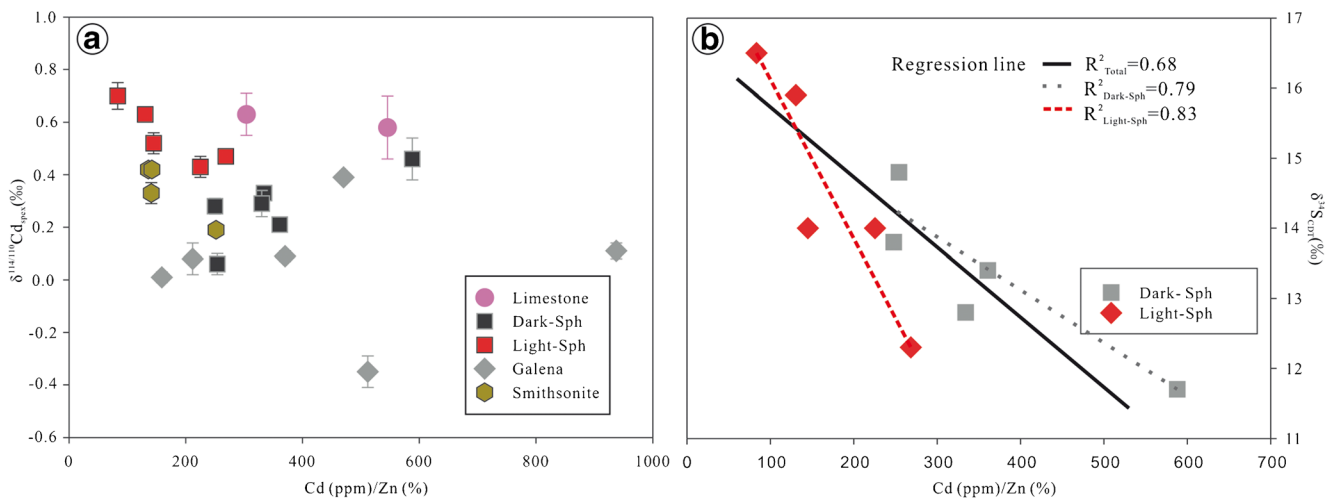 a
1.0
0.8
0.6
0.4
0.2
0.0
-0.2
-0.4
-0.6
δ114/110Cdspex(‰)
0 200 400 600 800 1000
Cd (ppm)/Zn (%)
Limestone
Dark-Sph
Light-Sph
Galena
Smithsonite
b
Regression line
R2Total=0.68
R2Dark-Sph=0.79
R2Light-Sph=0.83
17
16
15
14
13
12
11
δ34SCDT(‰)
Dark- Sph
Light-Sph
0 100 200 300 400 500 600 700
Cd (ppm)/Zn (%)